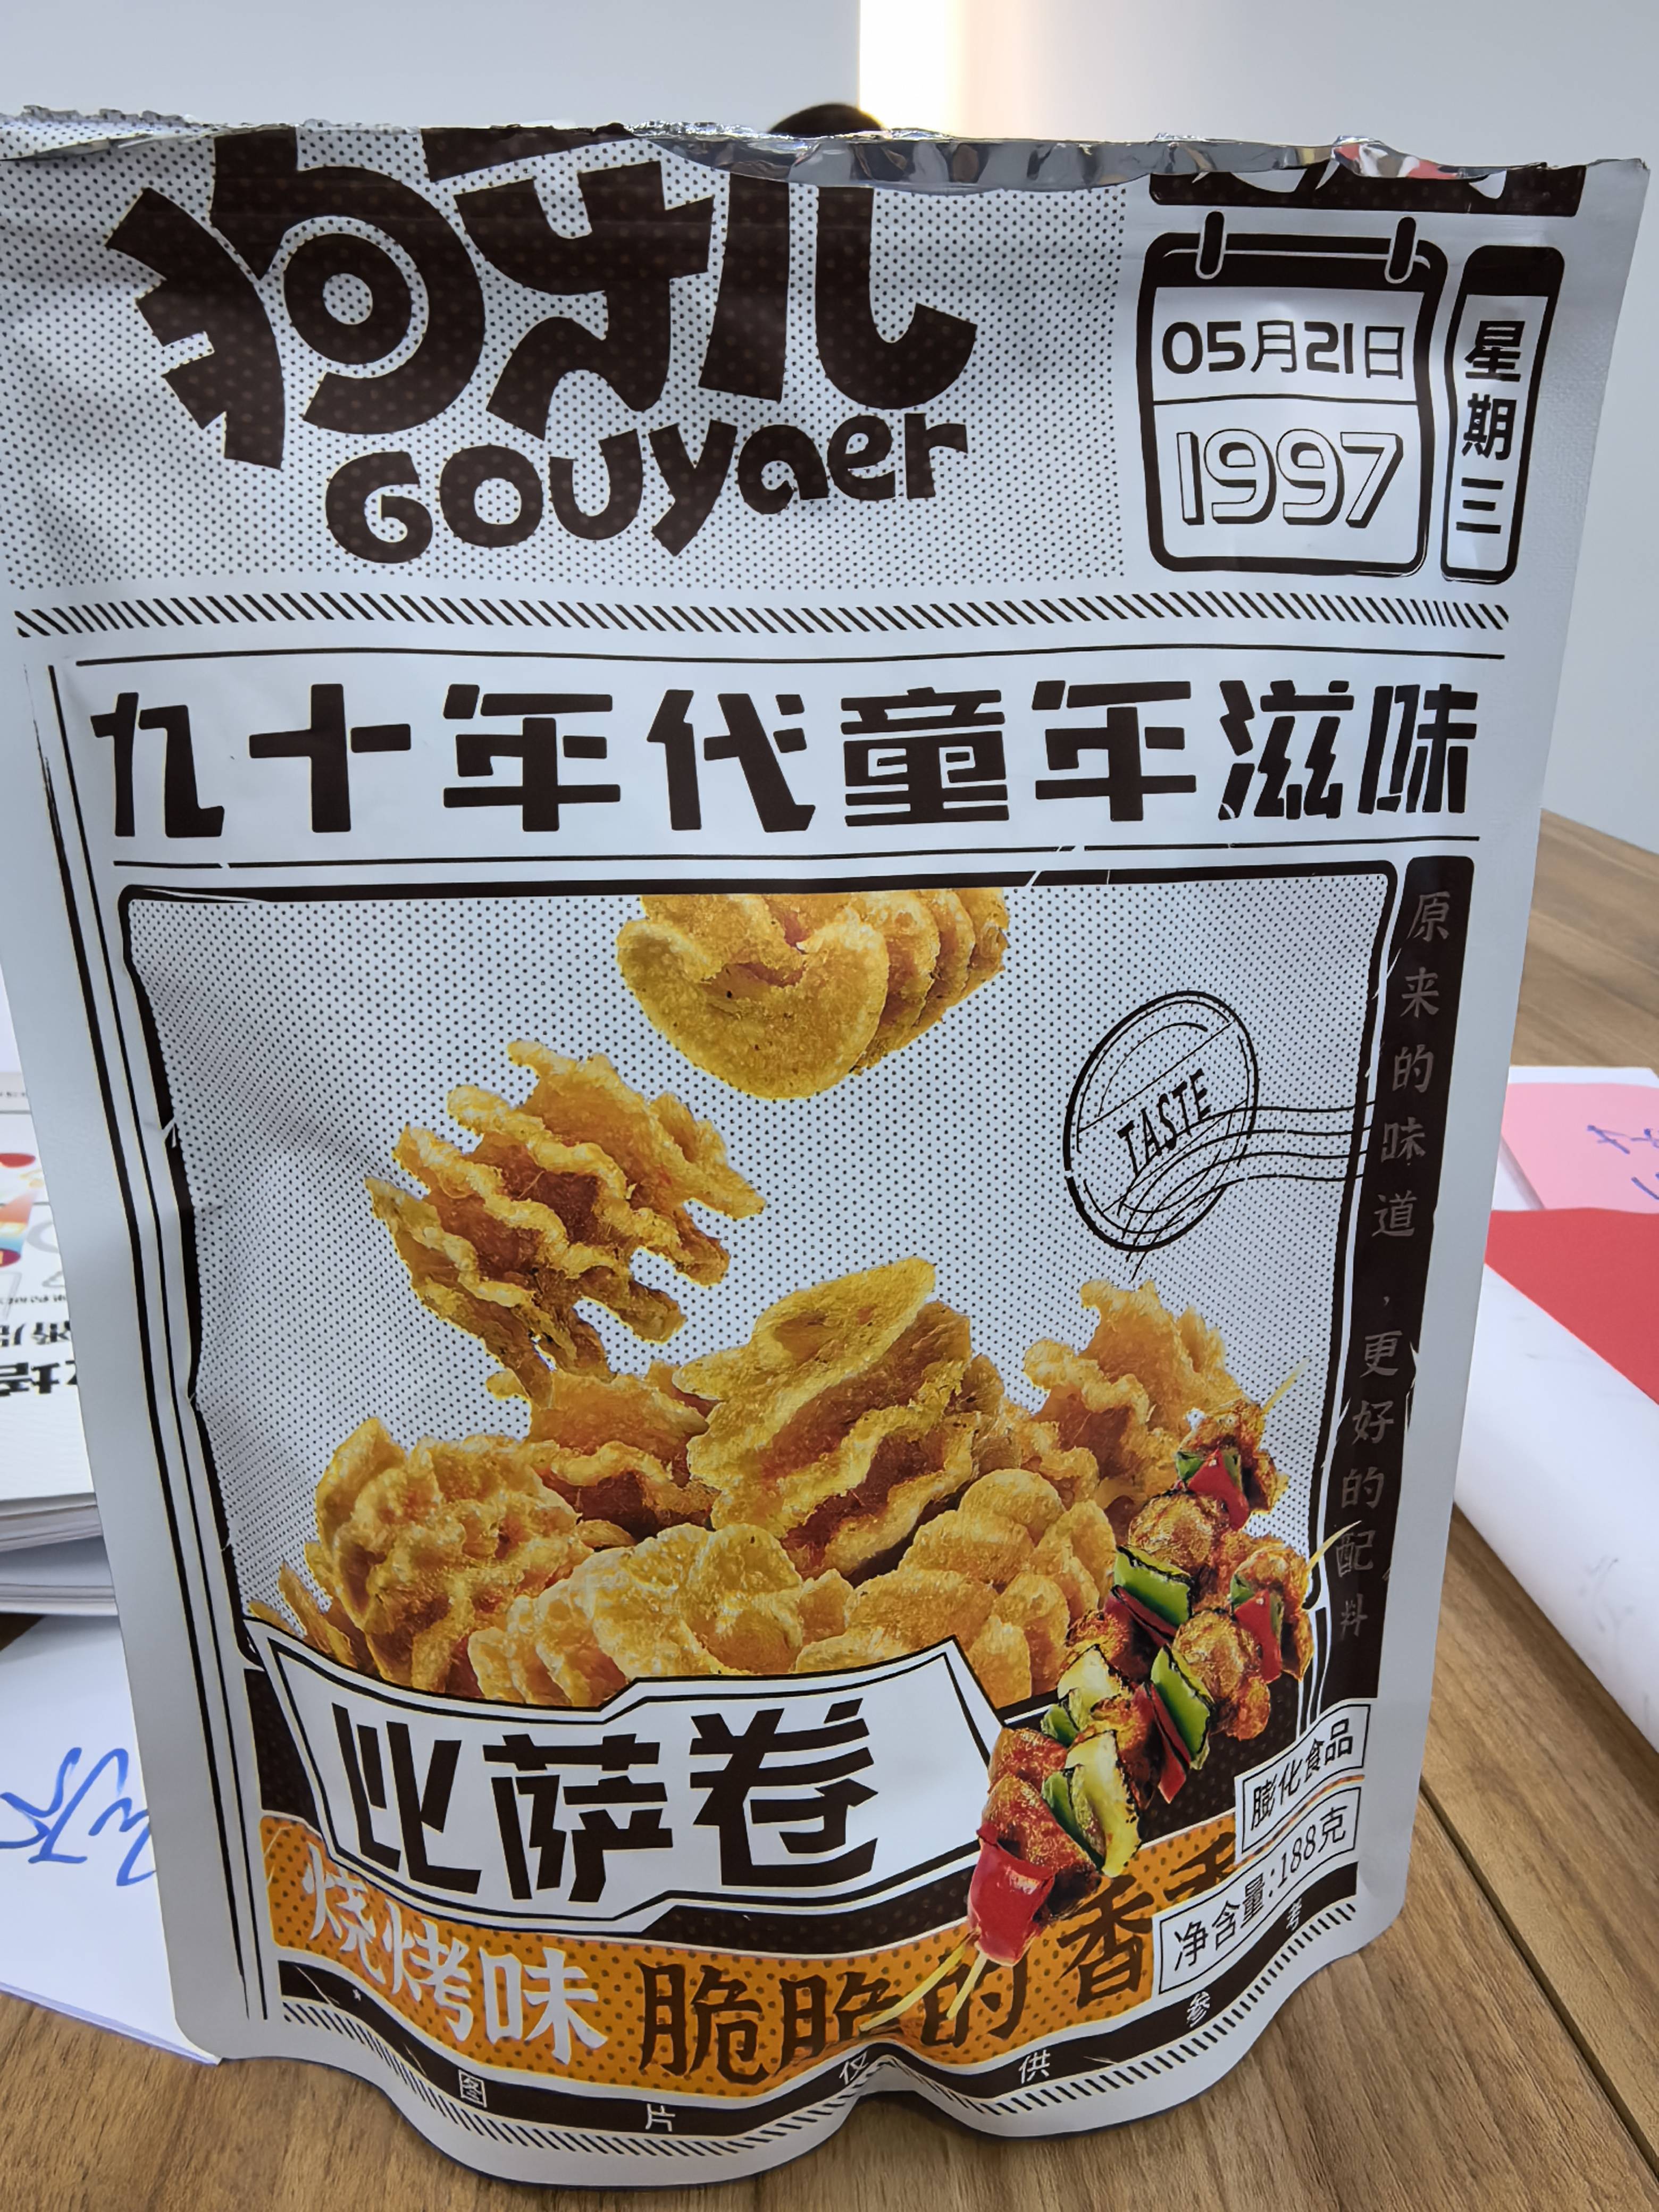 狗牙儿
Gouyaer
05月21日
1997
星期三
九十年代童年滋味
TASTE
原来的味道，更好的配料
比萨卷
膨化食品
净含量:188克
烧烤味 脆脆的香
图片仅供参考